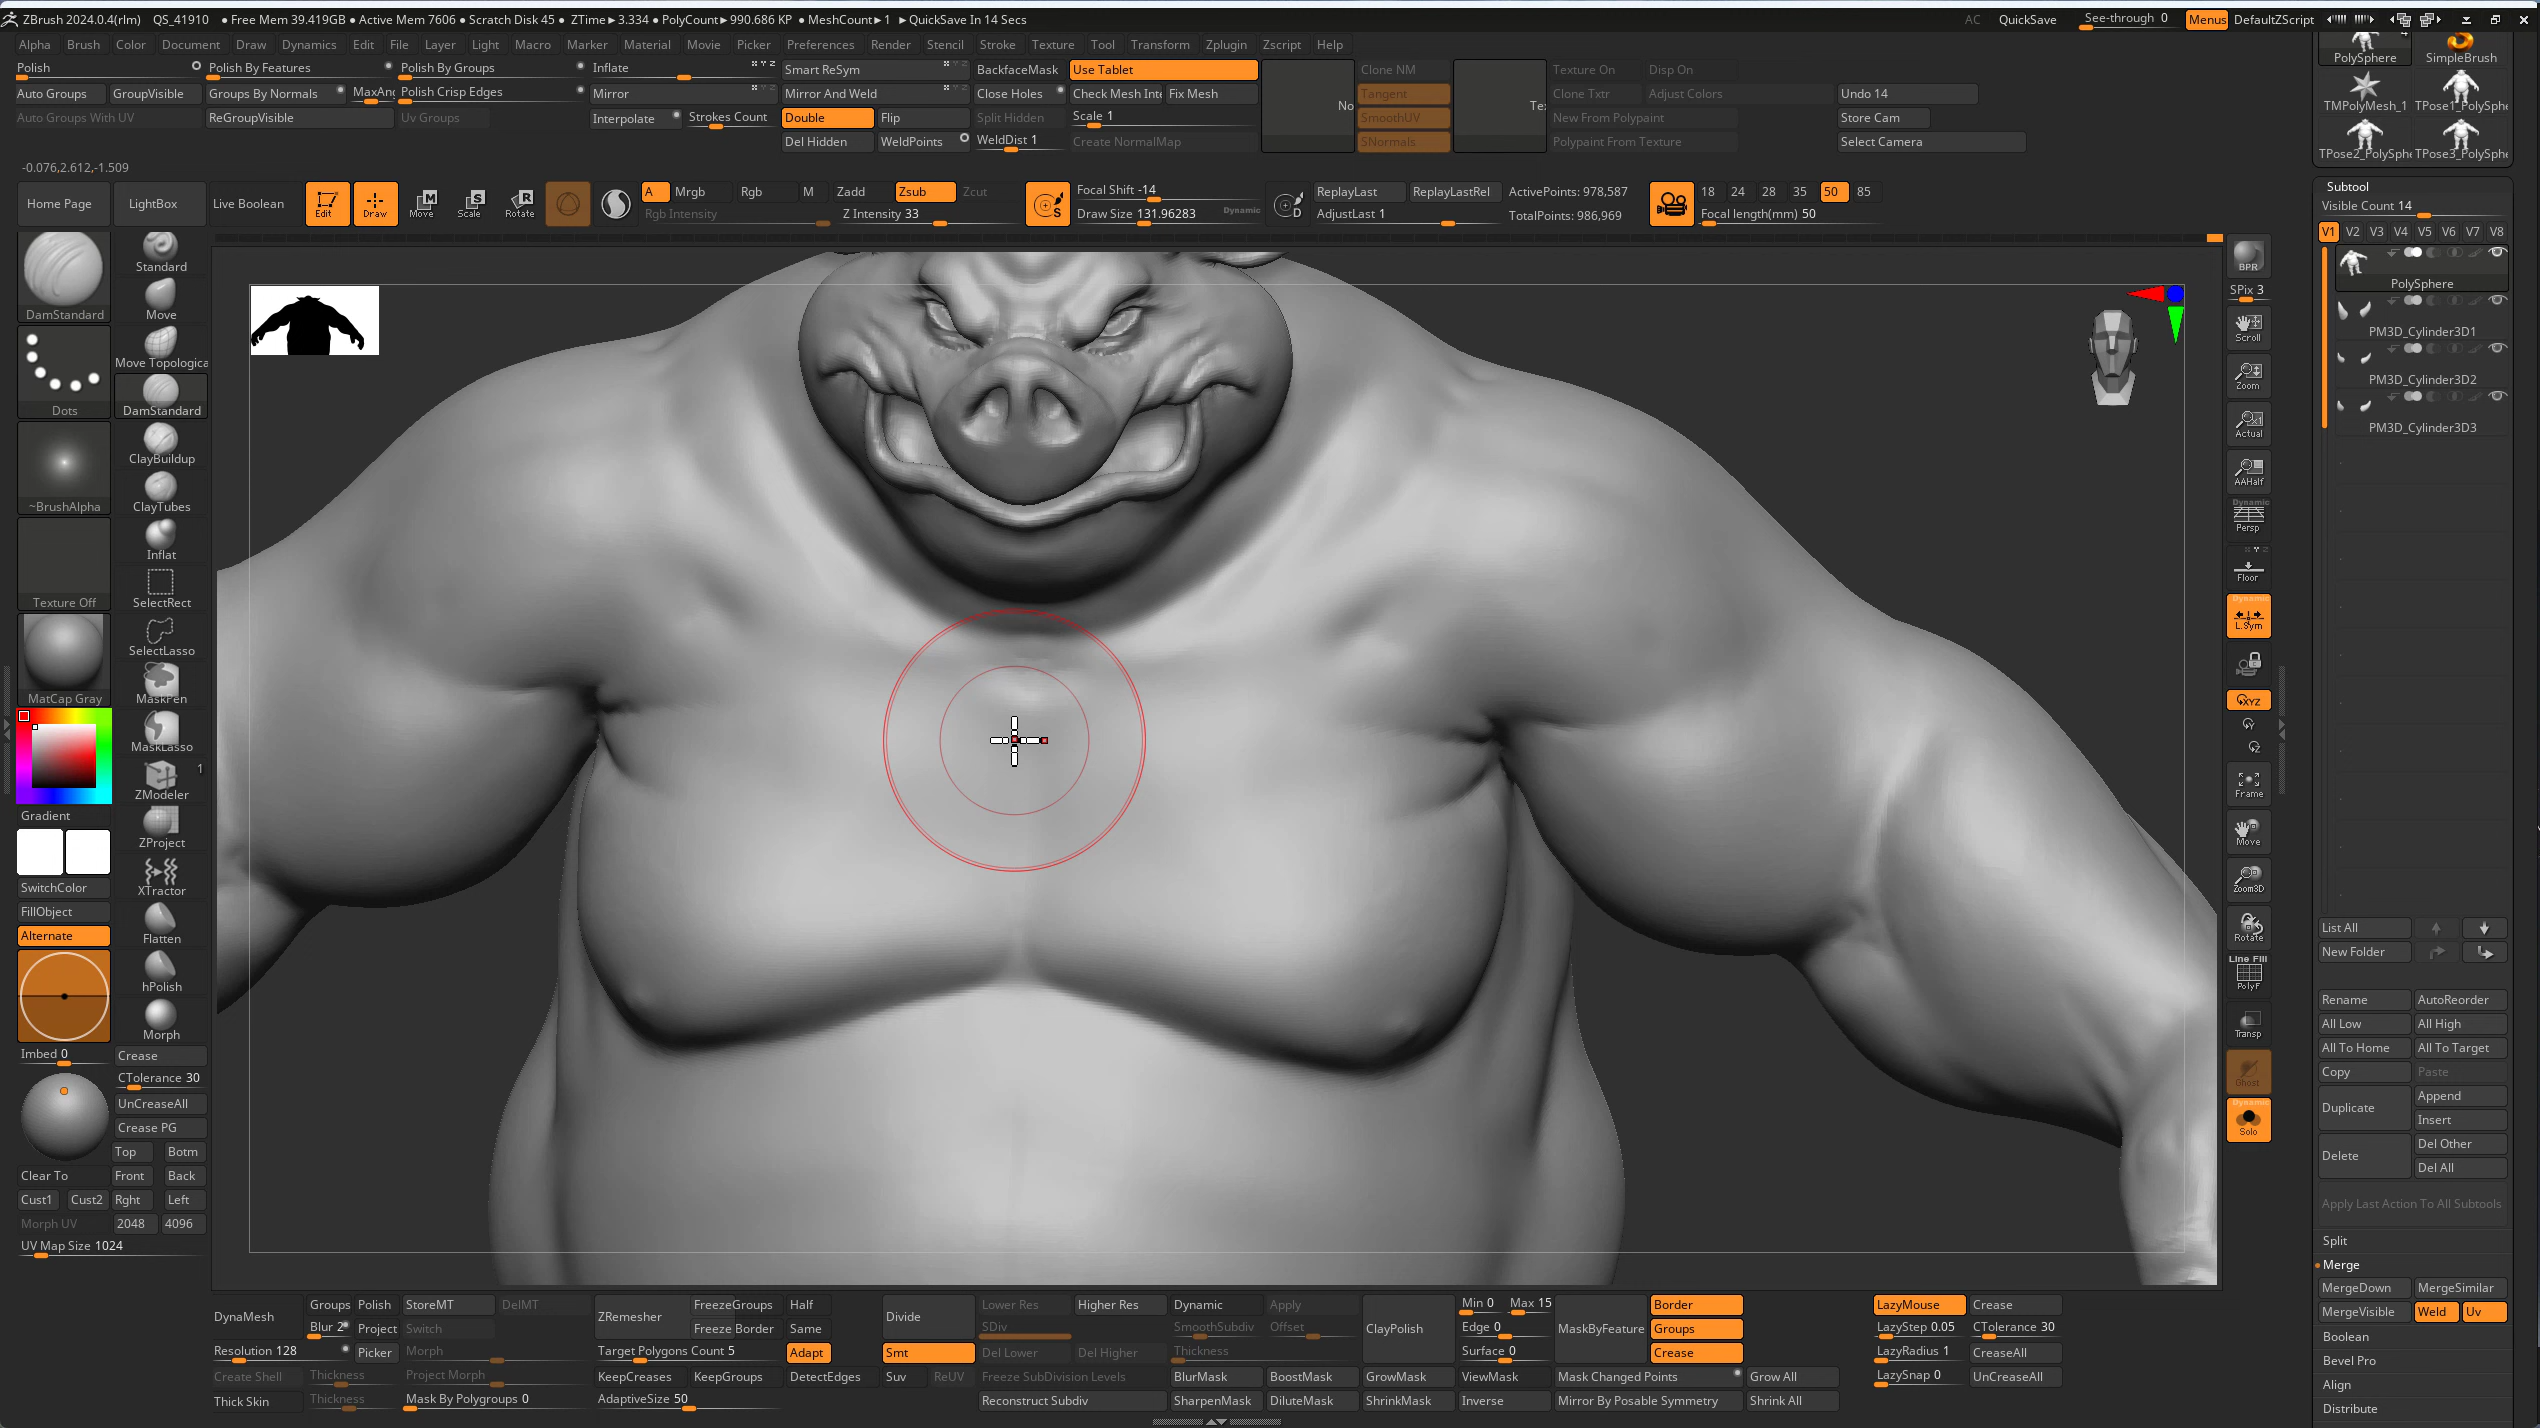 ZBrush 2024.0.4(rlm) QS_41910 ● Free Mem 39.419GB ● Active Mem 7606 ● Scratch Disk 45 ● ZTime►3.334 ● PolyCount►990.686 KP ● MeshCount►1 ►QuickSave In 14 Secs AC QuickSave See-through 0 Menus DefaultZScript
Alpha Brush Color Document Draw Dynamics Edit File Layer Light Macro Marker Material Movie Picker Preferences Render Stencil Stroke Texture Tool Transform Zplugin Zscript Help
Polish Polish By Features Polish By Groups Inflate Smart ReSym BackfaceMask Use Tablet Clone NM Texture On Disp On
Auto Groups GroupVisible Groups By Normals MaxAn Polish Crisp Edges Mirror Mirror And Weld Close Holes Check Mesh Inte Fix Mesh No Tangent Clone Txtr Adjust Colors Undo 14
Auto Groups With UV ReGroupVisible Uv Groups Interpolate Strokes Count Double Flip Split Hidden Scale 1 SmoothUV New From Polypaint Store Cam
Del Hidden WeldPoints WeldDist 1 Create NormalMap SNormals Polypaint From Texture Select Camera
-0.076,2.612,-1.509
Home Page LightBox Live Boolean Edit Draw Move Scale Rotate A Mrgb Rgb M Zadd Zsub Zcut Focal Shift -14 ReplayLast ReplayLastRel ActivePoints: 978,587 18 24 28 35 50 85
Rgb Intensity Z Intensity 33 Draw Size 131.96283 Dynamic AdjustLast 1 TotalPoints: 986,969 Focal length(mm) 50
DamStandard
Dots
~BrushAlpha
Texture Off
MatCap Gray
Gradient
SwitchColor
FillObject
Alternate
Imbed 0
Standard
Move
Move Topologica
DamStandard
ClayBuildup
ClayTubes
Inflat
SelectRect
SelectLasso
MaskPen
MaskLasso
1
ZModeler
ZProject
XTractor
Flatten
hPolish
Morph
Crease
CTolerance 30
UnCreaseAll
Crease PG
Top Botm
Clear To Front Back
Cust1 Cust2 Rght Left
Morph UV 2048 4096
UV Map Size 1024
BPR
SPix 3
Scroll
Zoom
Actual
AAHalf
Dynamic
Persp
Floor
Dynamic
L.Sym
XYZ
Y
Z
Frame
Move
Zoom3D
Rotate
Line Fill
PolyF
Transp
Ghost
Dynamic
Solo
4
PolySphere SimpleBrush
TMPolyMesh_1 TPose1_PolySphe
TPose2_PolySphe TPose3_PolySphe
Subtool
Visible Count 14
V1 V2 V3 V4 V5 V6 V7 V8
PolySphere
PM3D_Cylinder3D1
PM3D_Cylinder3D2
PM3D_Cylinder3D3
List All
New Folder
Rename AutoReorder
All Low All High
All To Home All To Target
Copy Paste
Duplicate Append
Insert
Delete Del Other
Del All
Apply Last Action To All Subtools
Split
Merge
MergeDown MergeSimilar
MergeVisible Weld Uv
Boolean
Bevel Pro
Align
Distribute
DynaMesh Groups Polish StoreMT DelMT ZRemesher FreezeGroups Half Divide Lower Res Higher Res Dynamic Apply ClayPolish Min 0 Max 15 MaskByFeature Border LazyMouse Crease
Blur 2 Project Switch Freeze Border Same SDiv SmoothSubdiv Offset Edge 0 Groups LazyStep 0.05 CTolerance 30
Resolution 128 Picker Morph Target Polygons Count 5 Adapt Smt Del Lower Del Higher Thickness Surface 0 Crease LazyRadius 1 CreaseAll
Create Shell Thickness Project Morph KeepCreases KeepGroups DetectEdges Suv ReUV Freeze SubDivision Levels BlurMask BoostMask GrowMask ViewMask Mask Changed Points Grow All LazySnap 0 UnCreaseAll
Thick Skin Thickness Mask By Polygroups 0 AdaptiveSize 50 Reconstruct Subdiv SharpenMask DiluteMask ShrinkMask Inverse Mirror By Posable Symmetry Shrink All